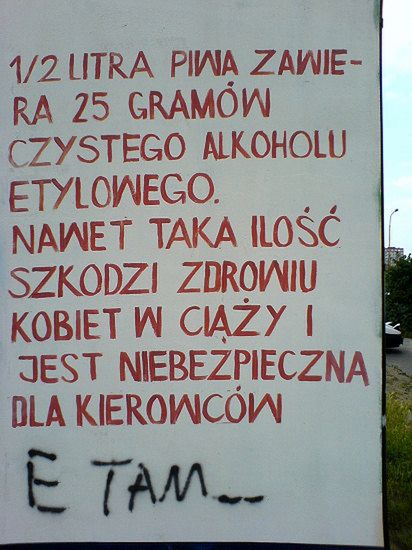 1/2 LITRA PIWA ZAWIE-
RA 25 GRAMÓW
CZYSTEGO ALKOHOLU
ETYLOWEGO.
NAWET TAKA ILOŚĆ
SZKODZI ZDROWIU
KOBIET W CIĄŻY I
JEST NIEBEZPIECZNA
DLA KIEROWCÓW
E TAM...